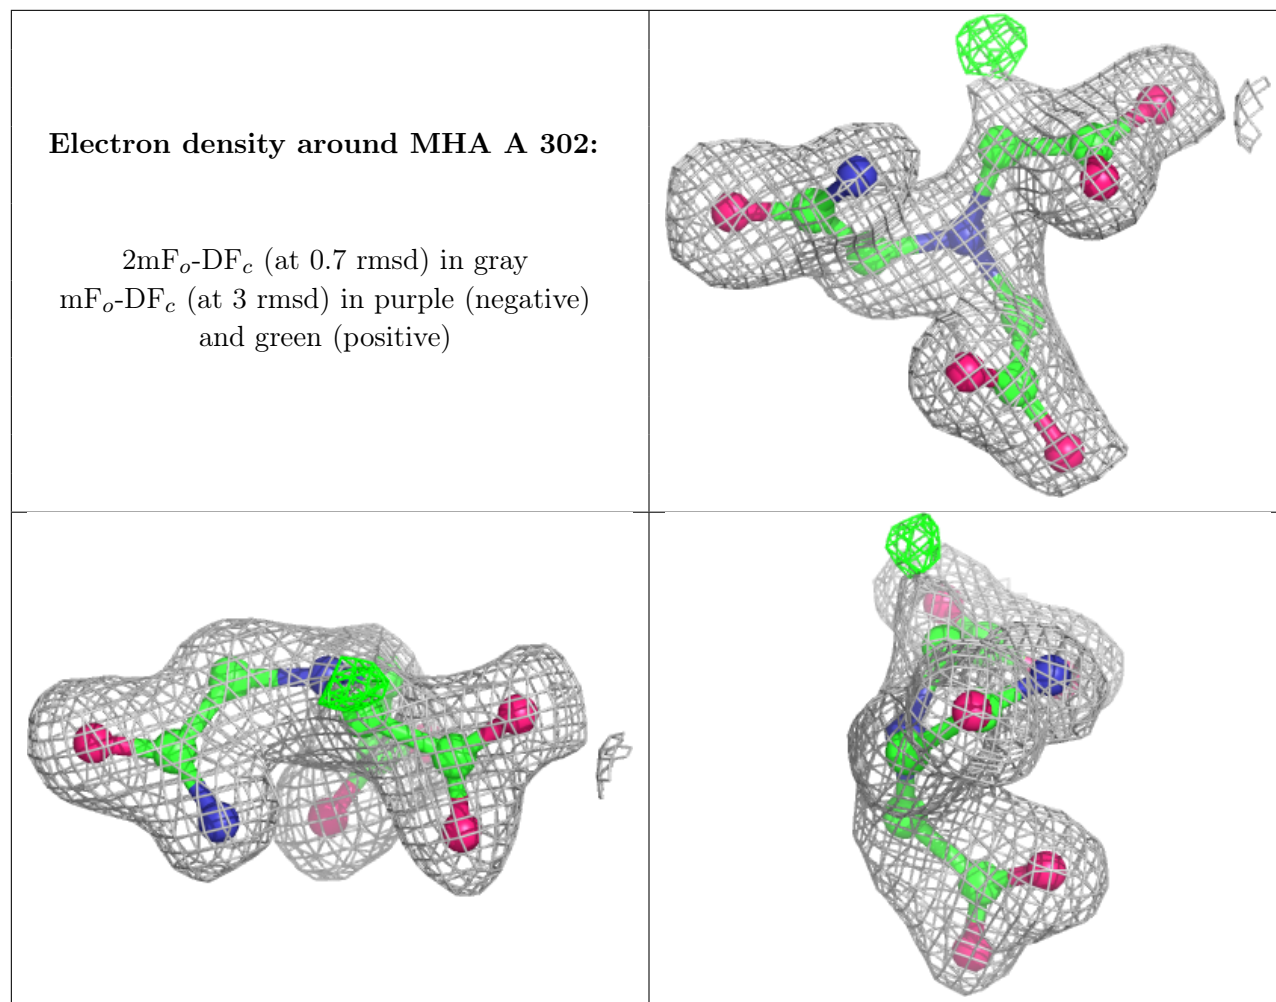 Electron density around MHA A 302:
2mFo-DFc (at 0.7 rmsd) in gray
mFo-DFc (at 3 rmsd) in purple (negative)
and green (positive)